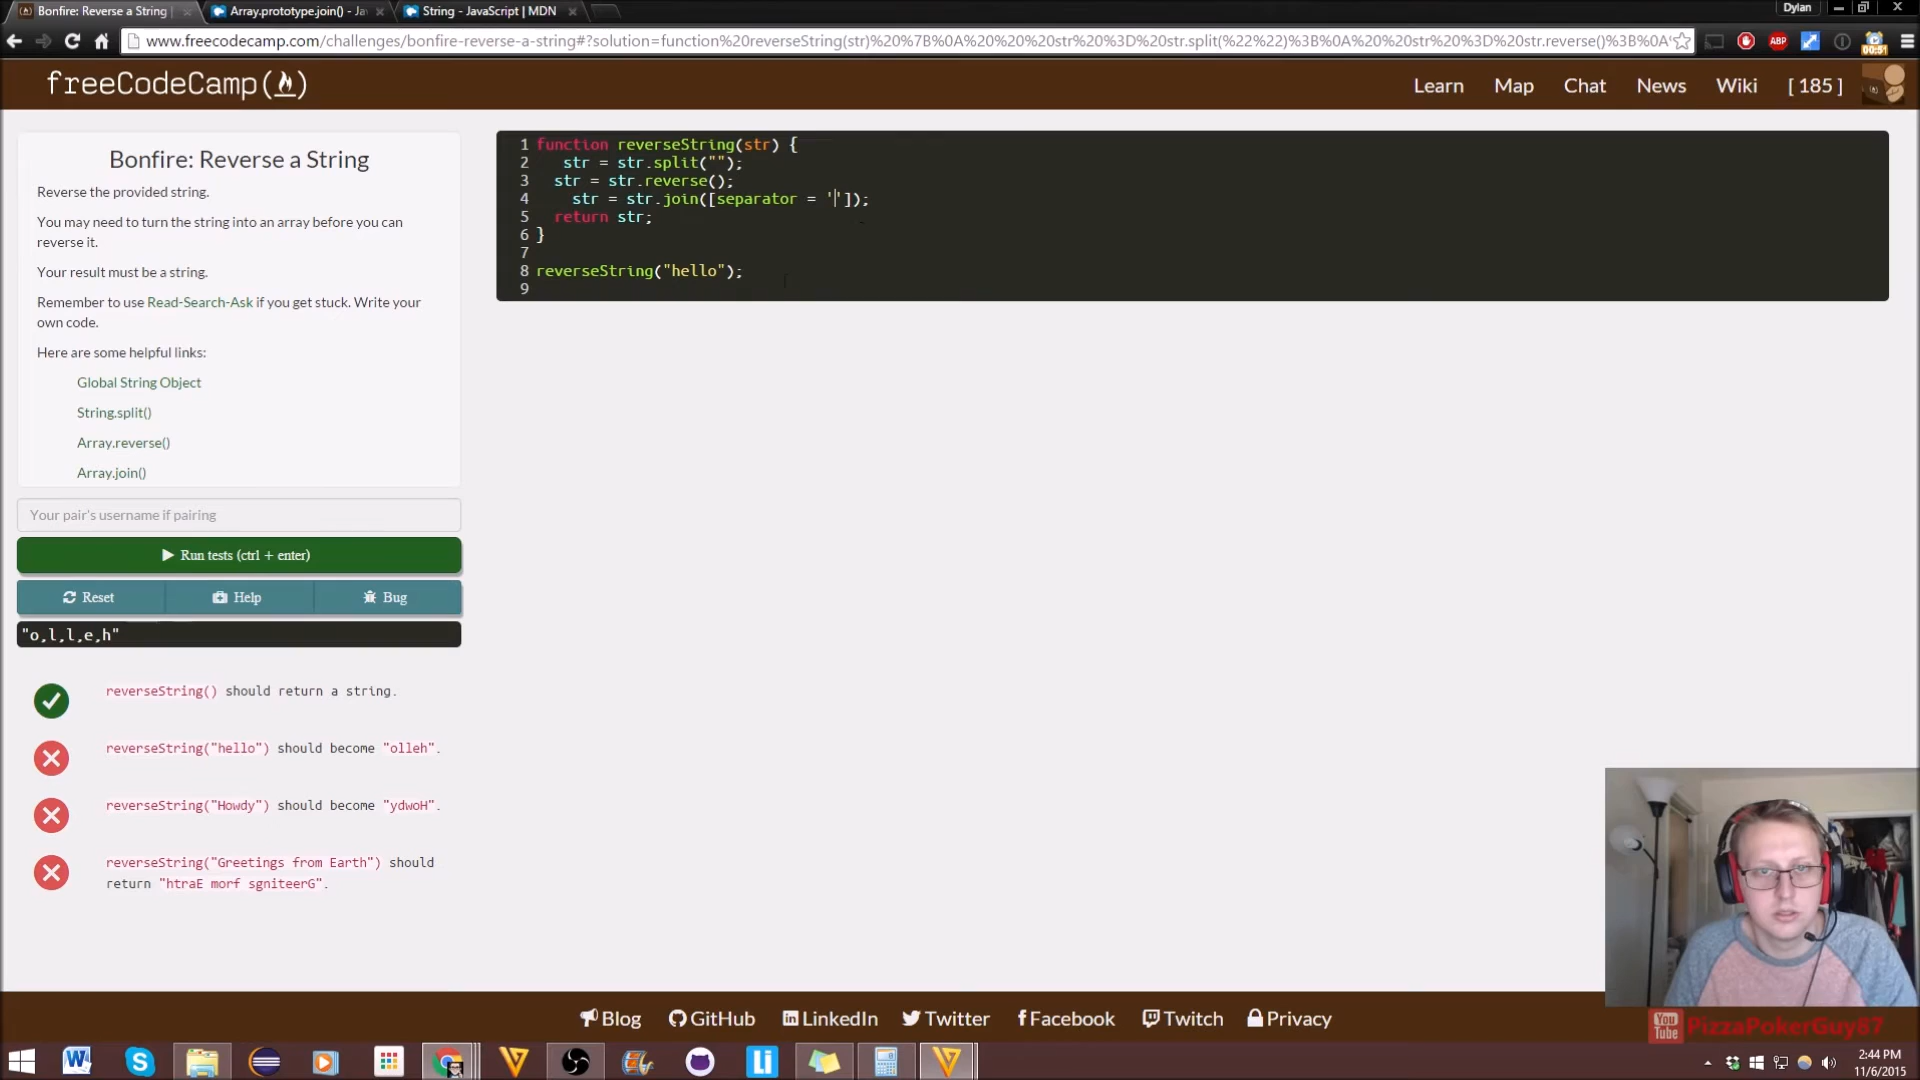 Bonfire: Reverse a String
Array.prototype.join() - Ja
String - JavaScript | MDN
Dylan
www.freecodecamp.com/challenges/bonfire-reverse-a-string#?solution=function%20reverseString(str)%20%7B%0A%20%20%20str%20%3D%20str.split(%22%22)%3B%0A%20%20str%20%3D%20str.reverse()%3B%0A%
ABP
00:51
freeCodeCamp
Learn
Map
Chat
News
Wiki
[ 185 ]
Bonfire: Reverse a String
Reverse the provided string.
You may need to turn the string into an array before you can
reverse it.
Your result must be a string.
Remember to use Read-Search-Ask if you get stuck. Write your
own code.
Here are some helpful links:
Global String Object
String.split()
Array.reverse()
Array.join()
Your pair's username if pairing
Run tests (ctrl + enter)
Reset
Help
Bug
"o,l,l,e,h"
reverseString() should return a string.
reverseString("hello") should become "olleh".
reverseString("Howdy") should become "ydwoH".
reverseString("Greetings from Earth") should
return "htraE morf sgniteerG".
1 function reverseString(str) {
2 str = str.split("");
3 str = str.reverse();
4 str = str.join([separator = '']);
5 return str;
6 }
7
8 reverseString("hello");
9
Blog
GitHub
LinkedIn
Twitter
Facebook
Twitch
Privacy
You Tube
PizzaPokerGuy87
2:44 PM
11/6/2015